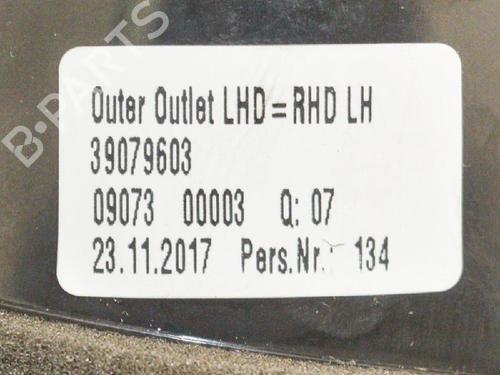 B-PARTS
Outer Outlet LHD=RHD LH
39079603
09073 00003 Q: 07
23.11.2017 Pers.Nr. 134